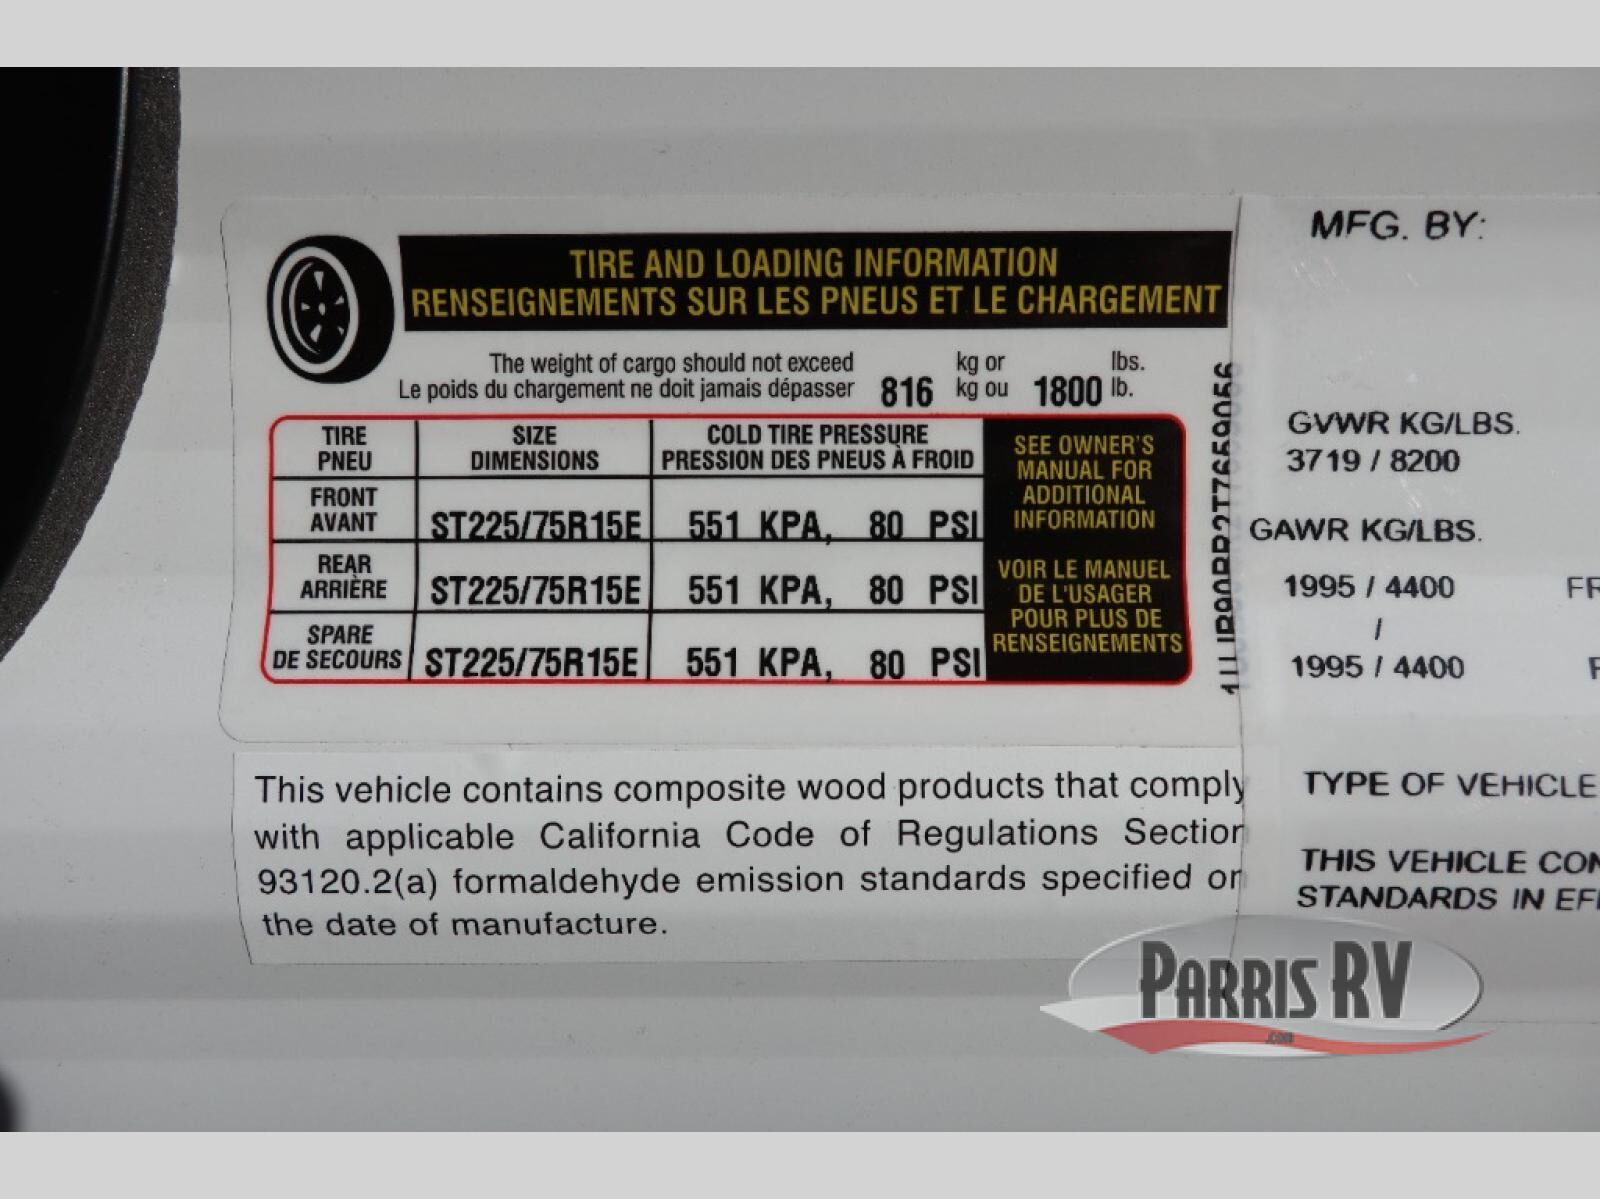 TIRE AND LOADING INFORMATION
RENSEIGNEMENTS SUR LES PNEUS ET LE CHARGEMENT
The weight of cargo should not exceed kg or lbs.
Le poids du chargement ne doit jamais dépasser 816 kg ou 1800 lb.
TIRE SIZE COLD TIRE PRESSURE
PNEU DIMENSIONS PRESSION DES PNEUS À FROID
FRONT
AVANT ST225/75R15E 551 KPA, 80 PSI
REAR
ARRIÈRE ST225/75R15E 551 KPA, 80 PSI
SPARE
DE SECOURS ST225/75R15E 551 KPA, 80 PSI
SEE OWNER'S
MANUAL FOR
ADDITIONAL
INFORMATION
VOIR LE MANUEL
DE L'USAGER
POUR PLUS DE
RENSEIGNEMENTS
This vehicle contains composite wood products that comply
with applicable California Code of Regulations Section
93120.2(a) formaldehyde emission standards specified on
the date of manufacture.
MFG. BY:
GVWR KG/LBS.
3719 / 8200
GAWR KG/LBS.
1995 / 4400
/
1995 / 4400
TYPE OF VEHICLE
THIS VEHICLE
STANDARDS IN
PARRIS RV
.COM